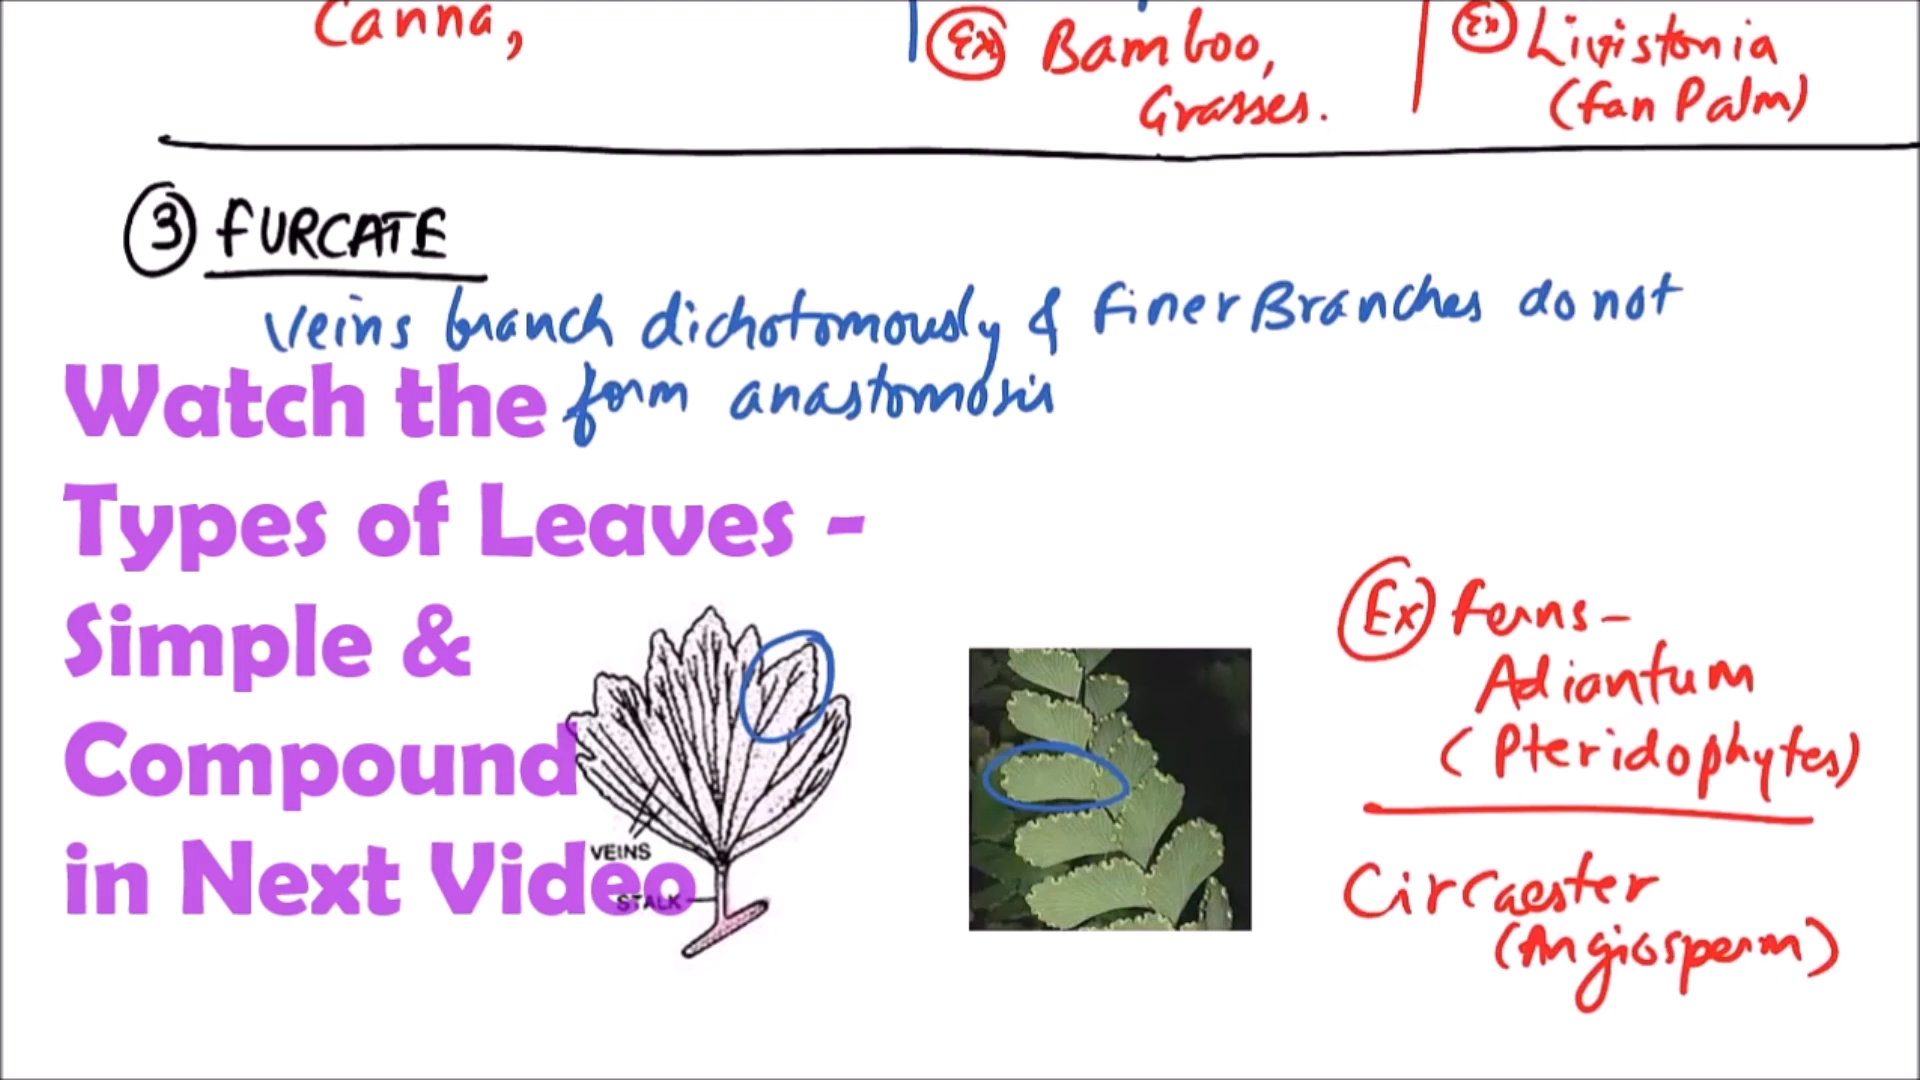 Canna,
Ex Bamboo,
Grasses.
Ex Livistonia
(fan Palm)
3 FURCATE
Veins branch dichotomously & finer Branches do not
form anastomosis
Watch the
Types of Leaves -
Simple &
Compound
in Next Video
VEINS
STALK
Ex ferns -
Adiantum
(Pteridophytes)
Circaester
(Angiosperm)